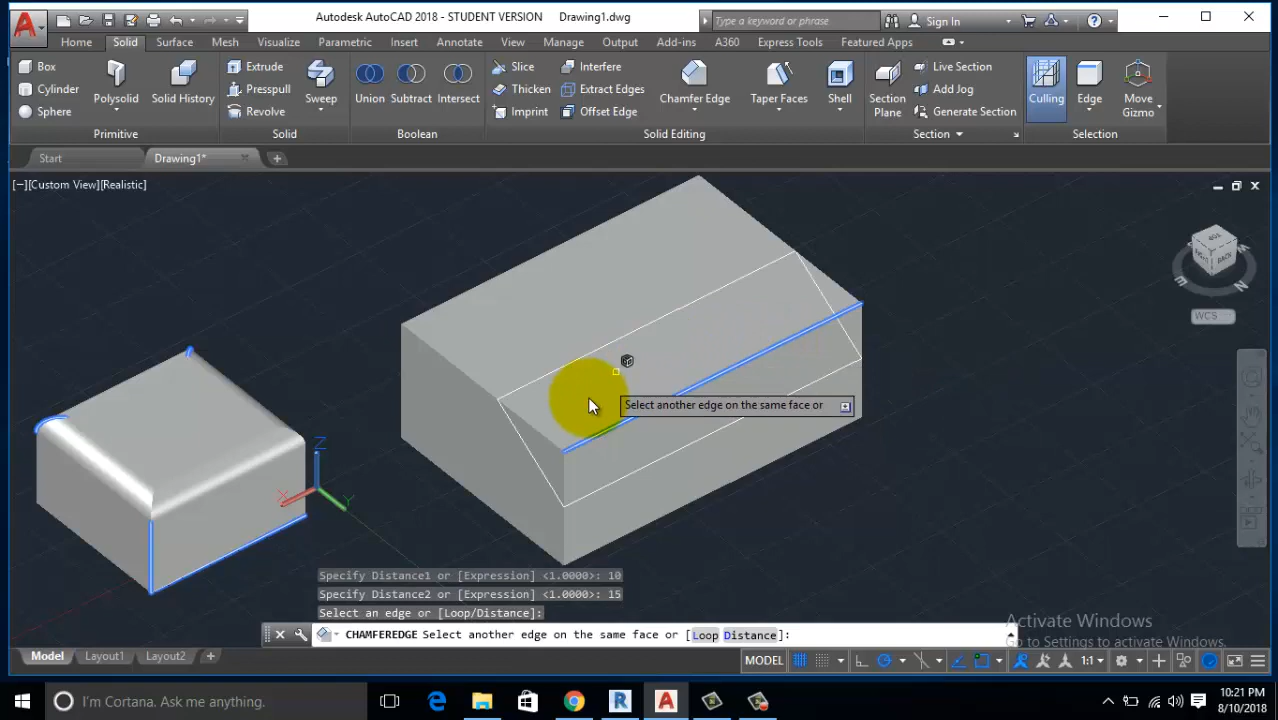 Autodesk AutoCAD 2018 - STUDENT VERSION Drawing1.dwg
Type a keyword or phrase
Sign In
Home Solid Surface Mesh Visualize Parametric Insert Annotate View Manage Output Add-ins A360 Express Tools Featured Apps
Box
Cylinder
Sphere
Polysolid
Solid History
Primitive
Extrude
Presspull
Revolve
Sweep
Solid
Union Subtract Intersect
Boolean
Slice
Thicken
Imprint
Interfere
Extract Edges
Offset Edge
Chamfer Edge
Taper Faces
Shell
Solid Editing
Section
Plane
Live Section
Add Jog
Generate Section
Section
Culling
Edge
Move
Gizmo
Selection
Start Drawing1*
[−][Custom View][Realistic]
BACK
WCS
Select another edge on the same face or
X Y Z
Specify Distance1 or [Expression] <1.0000>: 10
Specify Distance2 or [Expression] <1.0000>: 15
Select an edge or [Loop/Distance]:
CHAMFEREDGE Select another edge on the same face or [Loop Distance]:
Activate Windows
Go to Settings to activate Windows.
Model Layout1 Layout2
MODEL
1:1
I'm Cortana. Ask me anything.
10:21 PM
8/10/2018